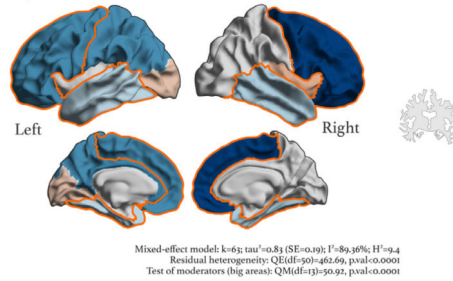 Left
Right
Mixed-effect model: k=63; tau²=0.83 (SE=0.19); I²=89.36%; H²=9.4
Residual heterogeneity: QE(df=50)=462.69, p.val<0.0001
Test of moderators (big areas): QM(df=13)=50.92, p.val<0.0001